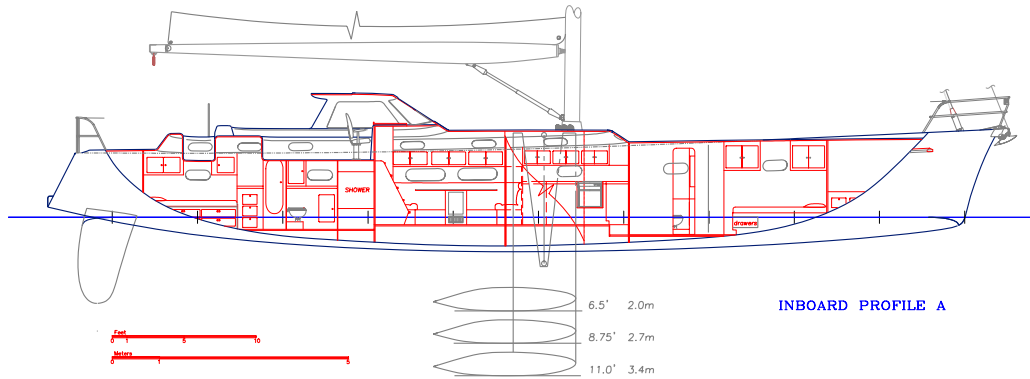 SHOWER
drawers
6.5' 2.0m
INBOARD PROFILE A
8.75' 2.7m
11.0' 3.4m
Feet
0 1 5 10
Meters
0 1 5